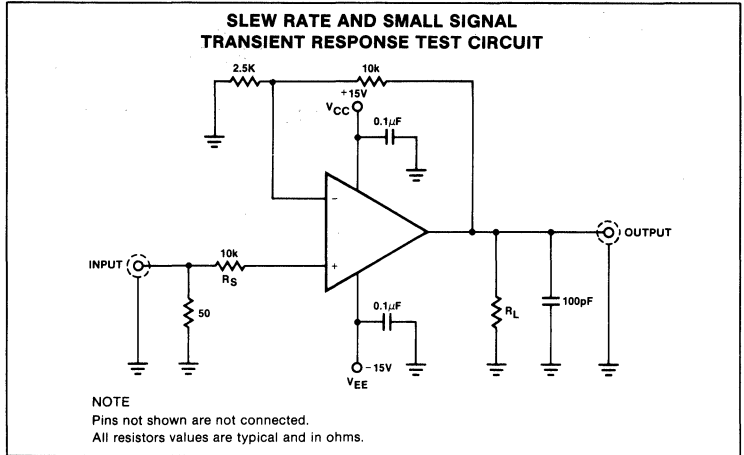 SLEW RATE AND SMALL SIGNAL
TRANSIENT RESPONSE TEST CIRCUIT
2.5K
10k
+15V
VCC
0.1µF
−
INPUT
10k
+
RS
50
OUTPUT
0.1µF
RL
100pF
−15V
VEE
NOTE
Pins not shown are not connected.
All resistors values are typical and in ohms.